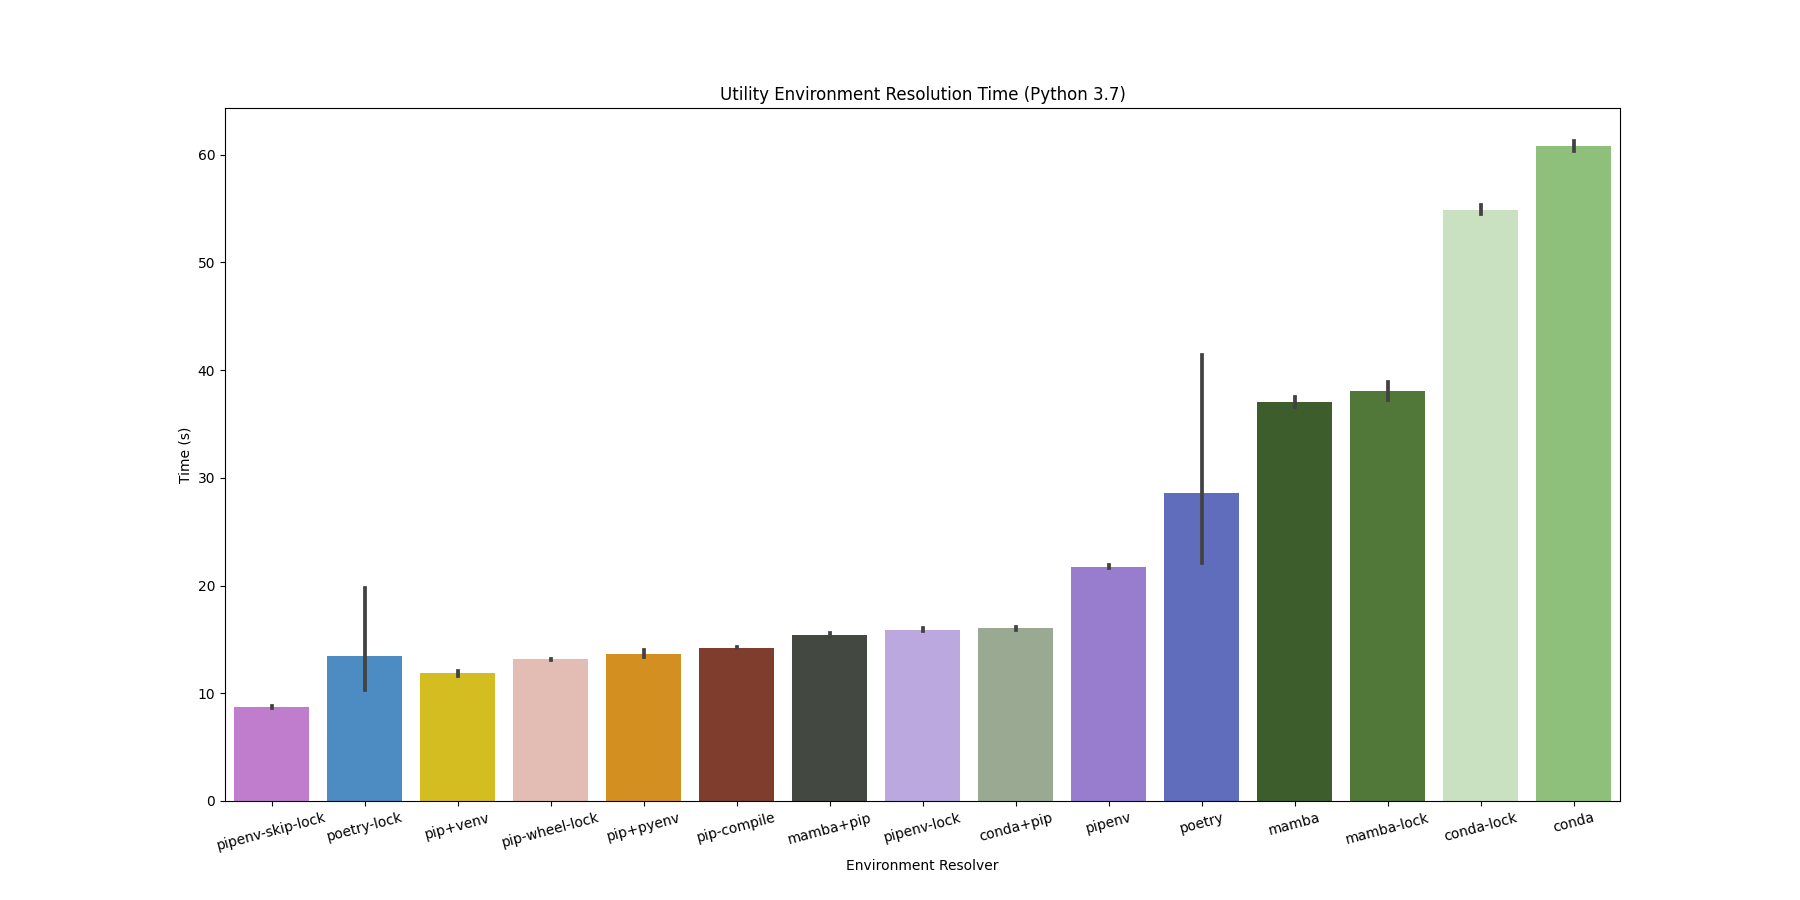 Utility Environment Resolution Time (Python 3.7)
60
50
40
30
20
10
0
Time (s)
pipenv-skip-lock
poetry-lock
pip+venv
pip-wheel-lock
pip+pyenv
pip-compile
mamba+pip
pipenv-lock
conda+pip
pipenv
poetry
mamba
mamba-lock
conda-lock
conda
Environment Resolver